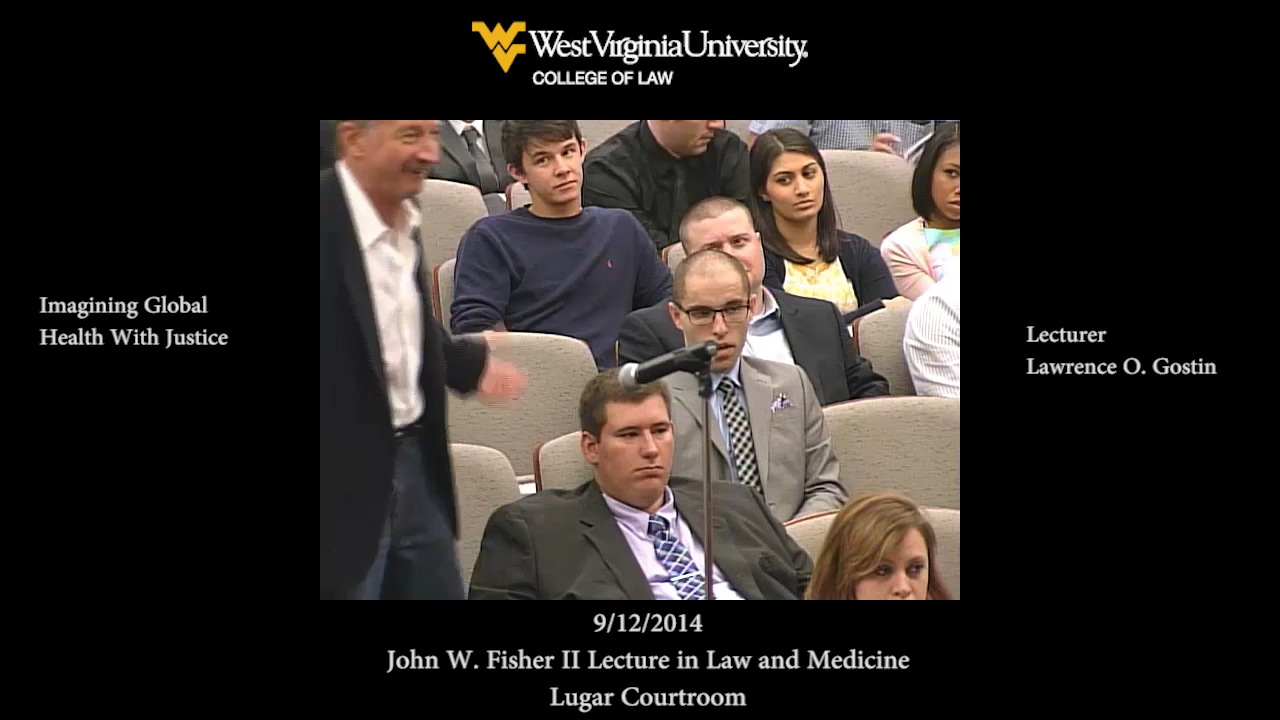 WestVirginiaUniversity.
COLLEGE OF LAW
Imagining Global
Health With Justice
Lecturer
Lawrence O. Gostin
9/12/2014
John W. Fisher II Lecture in Law and Medicine
Lugar Courtroom